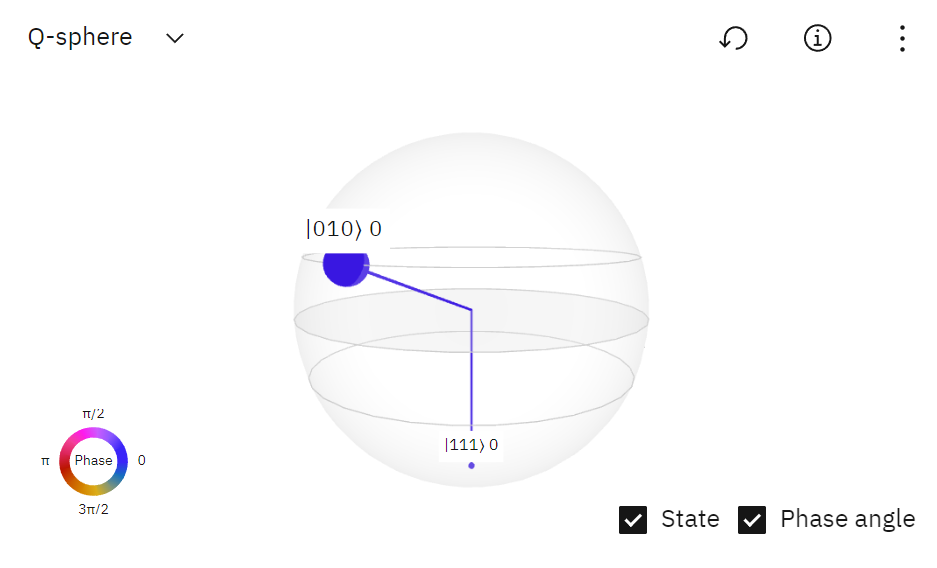 Q-sphere
|010⟩ 0
|111⟩ 0
π/2
π
Phase
0
3π/2
State
Phase angle